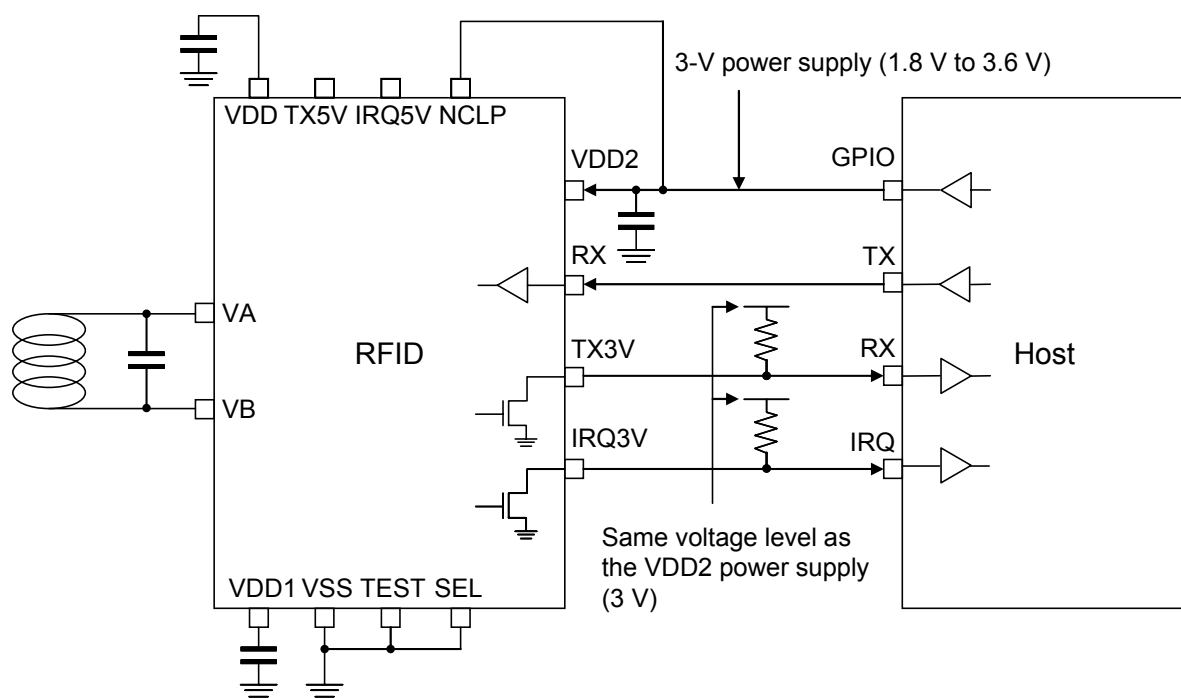 3-V power supply (1.8 V to 3.6 V)
VDD TX5V IRQ5V NCLP
VDD2
GPIO
RX
TX
VA
RFID
TX3V
RX
Host
VB
IRQ3V
IRQ
Same voltage level as
the VDD2 power supply
(3 V)
VDD1 VSS TEST SEL